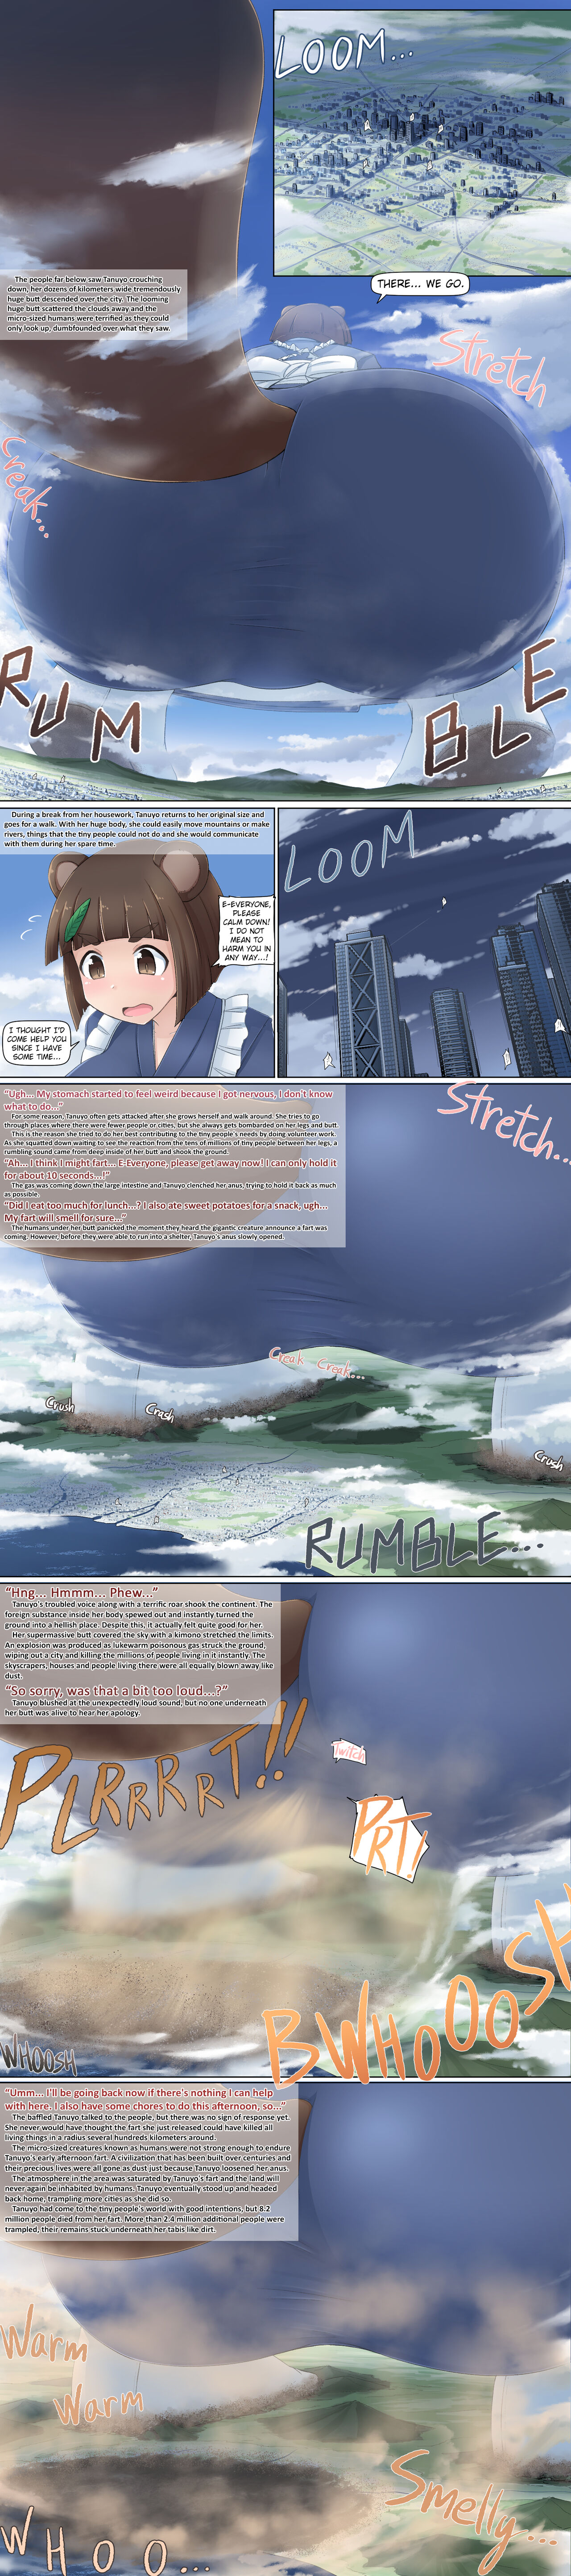 LOOM...
The people far below saw Tanuyo crouching
down, her dozens of kilometers wide tremendously
huge butt descended over the city. The looming
huge butt scattered the clouds away and the
micro-sized humans were terrified as they could
only look up, dumbfounded over what they saw.
THERE... WE GO.
Stretch
Creak...
RUM
BLE
During a break from her housework, Tanuyo returns to her original size and
goes for a walk. With her huge body, she could easily move mountains or make
rivers, things that the tiny people could not do and she would communicate
with them during her spare time.
E-EVERYONE,
PLEASE
CALM DOWN!
I DO NOT
MEAN TO
HARM YOU IN
ANY WAY...!
I THOUGHT I'D
COME HELP YOU
SINCE I HAVE
SOME TIME...
LOOM
"Ugh... My stomach started to feel weird because I got nervous, I don't know
what to do..."
For some reason, Tanuyo often gets attacked after she grows herself and walk around. She tries to go
through places where there were fewer people or cities, but she always gets bombarded on her legs and butt.
This is the reason she tried to do her best contributing to the tiny people's needs by doing volunteer work.
As she squatted down waiting to see the reaction from them tens of millions of tiny people between her legs, a
rumbling sound came from deep inside of her butt and shook the ground.
"Ah... I think I might fart... E-Everyone, please get away now! I can only hold it
for about 10 seconds...!"
The gas was coming down the large intestine and Tanuyo clenched her anus, trying to hold it back as much
as possible.
"Did I eat too much for lunch...? I also ate sweet potatoes for a snack, ugh...
My fart will smell for sure..."
The humans under her butt panicked the moment they heard the gigantic creature announce a fart was
coming. However, before they were able to run into a shelter, Tanuyo's anus slowly opened.
Stretch...
Creak Creak...
Crush
Crash
Crush
RUMBLE...
"Hng... Hmmm... Phew..."
Tanuyo's troubled voice along with a terrific roar shook the continent. The
foreign substance inside her body spewed out and instantly turned the
ground into a hellish place. Despite this, it actually felt quite good for her.
Her supermassive butt covered the sky with a kimono stretched the limits.
An explosion was produced as lukewarm poisonous gas struck the ground,
wiping out a city and killing the millions of people living in it instantly. The
skyscrapers, houses and people living there were all equally blown away like
dust.
"So sorry, was that a bit too loud...?"
Tanuyo blushed at the unexpectedly loud sound, but no one underneath
her butt was alive to hear her apology.
PLRRRRT!!
Twitch
PRT!
BWHOOOSH
WHOOSH
"Umm... I'll be going back now if there's nothing I can help
with here. I also have some chores to do this afternoon, so..."
The baffled Tanuyo talked to the people, but there was no sign of response yet.
She never would have thought the fart she just released could have killed all
living things in a radius several hundreds kilometers around.
The micro-sized creatures known as humans were not strong enough to endure
Tanuyo's early afternoon fart. A civilization that has been built over centuries and
their precious lives were all gone as dust just because Tanuyo loosened her anus.
The atmosphere in the area was saturated by Tanuyo's fart and the land will
never again be inhabited by humans. Tanuyo eventually stood up and headed
back home, trampling more cities as she did so.
Tanuyo had come to the tiny people's world with good intentions, but 8.2
million people died from her fart. More than 2.4 million additional people were
trampled, their remains stuck underneath her tabis like dirt.
Warm
Warm
Smelly...
WHOO...